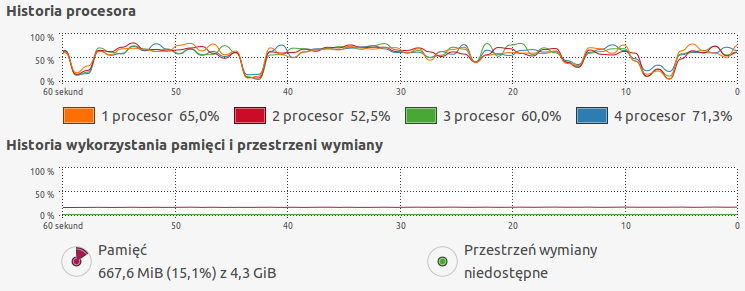 Historia procesora
100 %
50 %
0 %
60 sekund 50 40 30 20 10 0
1 procesor 65,0% 2 procesor 52,5% 3 procesor 60,0% 4 procesor 71,3%
Historia wykorzystania pamięci i przestrzeni wymiany
100 %
50 %
0 %
60 sekund 50 40 30 20 10 0
Pamięć Przestrzeń wymiany
667,6 MiB (15,1%) z 4,3 GiB niedostępne